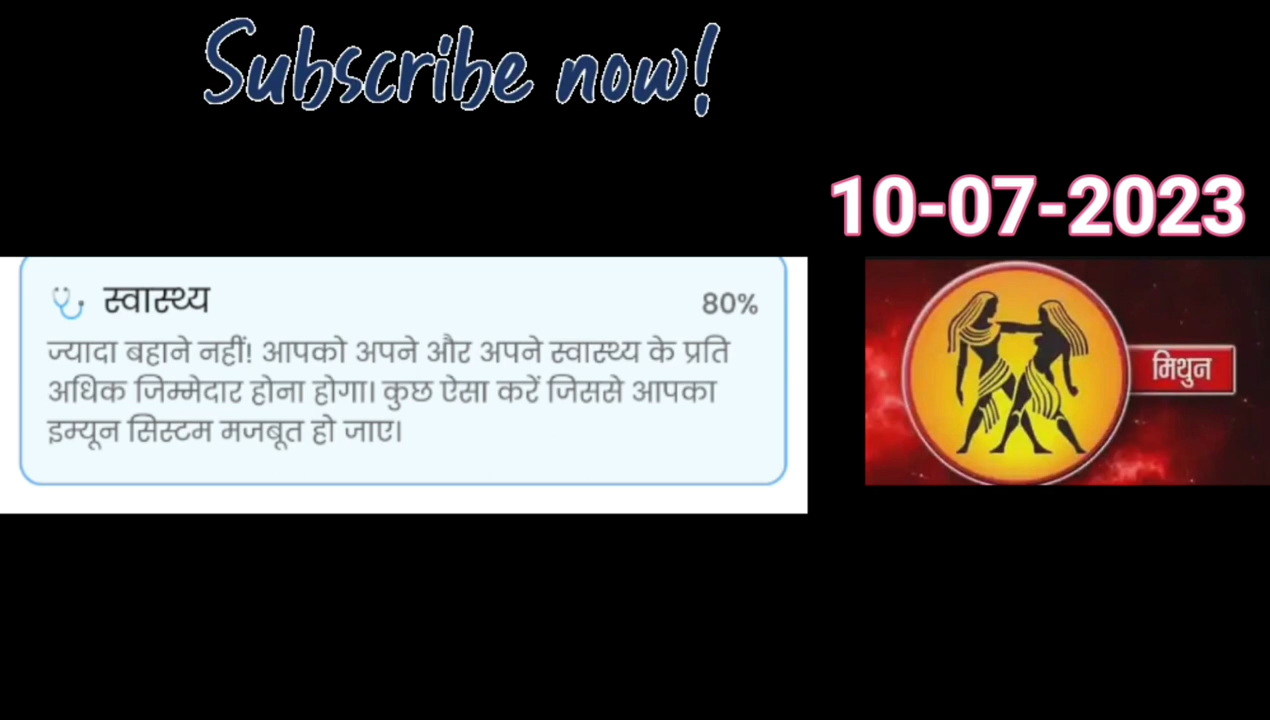 Subscribe now!
10-07-2023
स्वास्थ्य 80%
ज्यादा बहाने नहीं! आपको अपने और अपने स्वास्थ्य के प्रति
अधिक जिम्मेदार होना होगा। कुछ ऐसा करें जिससे आपका
इम्यून सिस्टम मजबूत हो जाए।
मिथुन